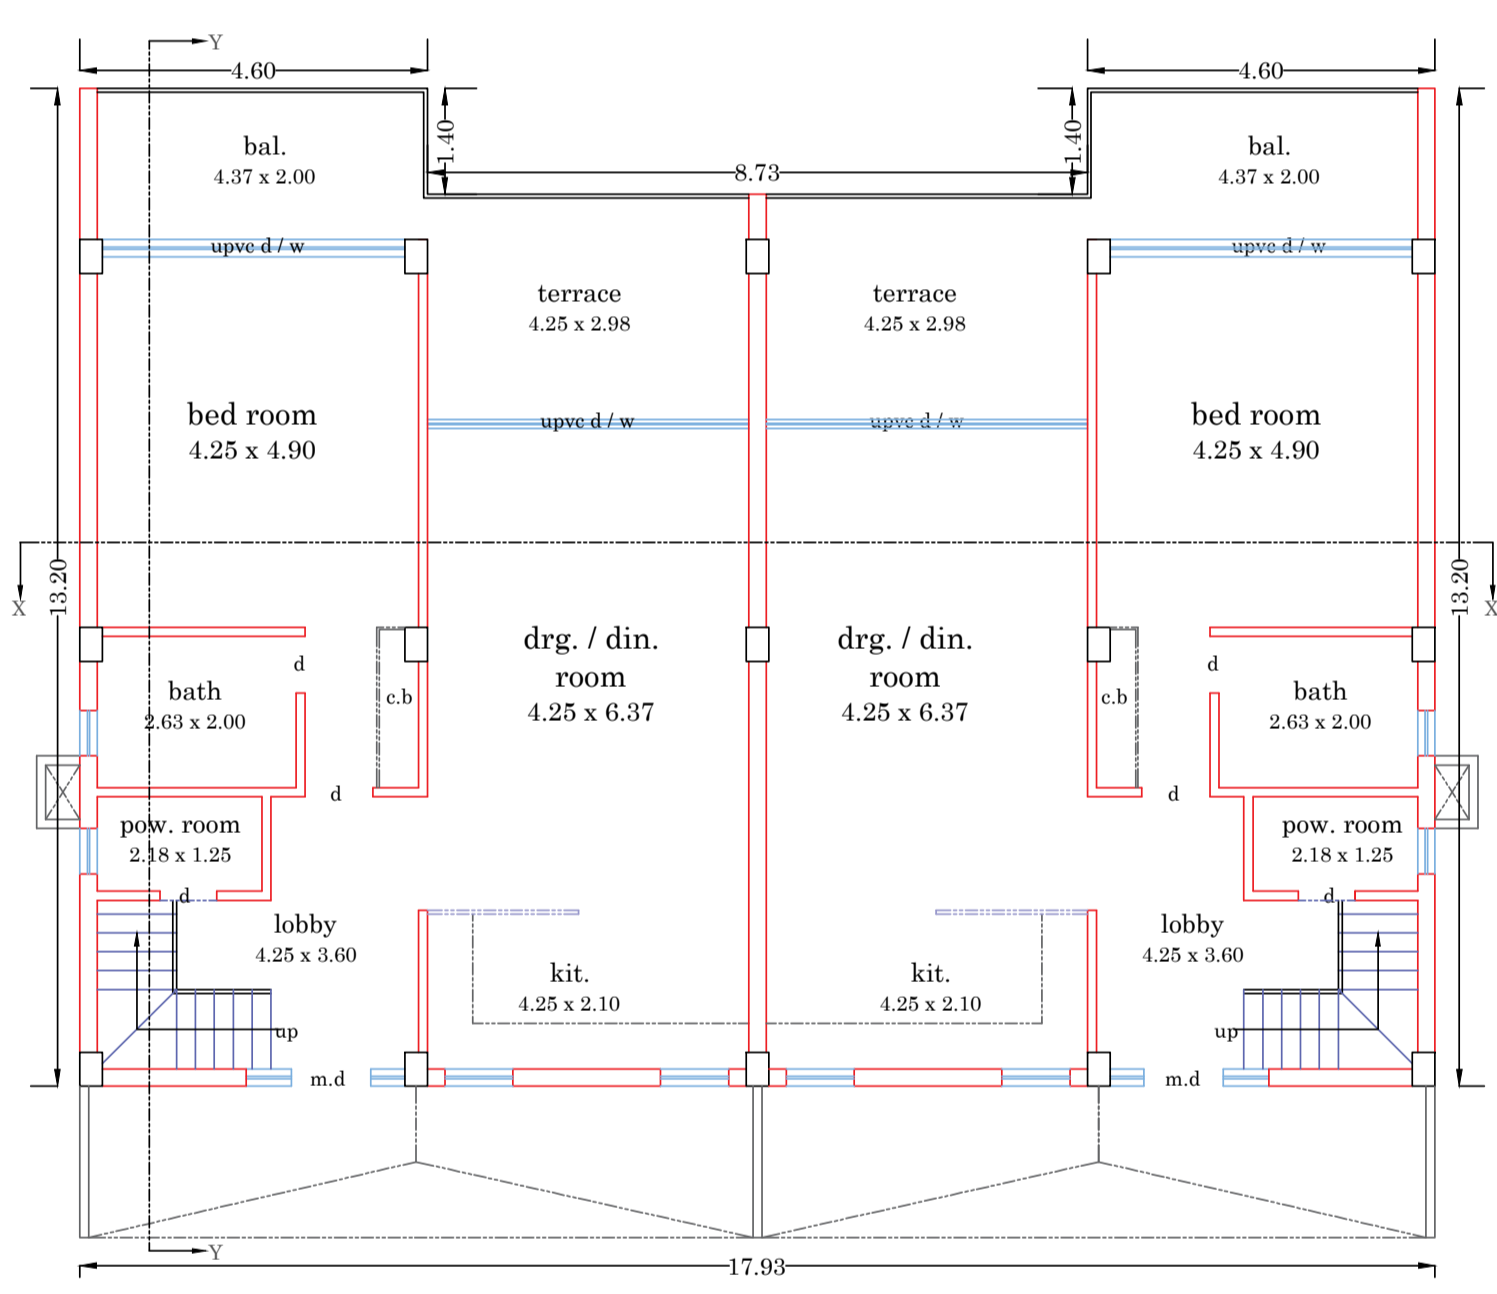 Y
4.60
4.60
1.40
1.40
8.73
bal.
4.37 x 2.00
bal.
4.37 x 2.00
upvc d / w
upvc d / w
terrace
4.25 x 2.98
terrace
4.25 x 2.98
bed room
4.25 x 4.90
upvc d / w
upvc d / w
bed room
4.25 x 4.90
X
13.20
13.20
X
drg. / din.
room
4.25 x 6.37
drg. / din.
room
4.25 x 6.37
d
d
bath
2.63 x 2.00
c.b
c.b
bath
2.63 x 2.00
d
d
pow. room
2.18 x 1.25
pow. room
2.18 x 1.25
d
d
lobby
4.25 x 3.60
lobby
4.25 x 3.60
kit.
4.25 x 2.10
kit.
4.25 x 2.10
up
up
m.d
m.d
Y
17.93